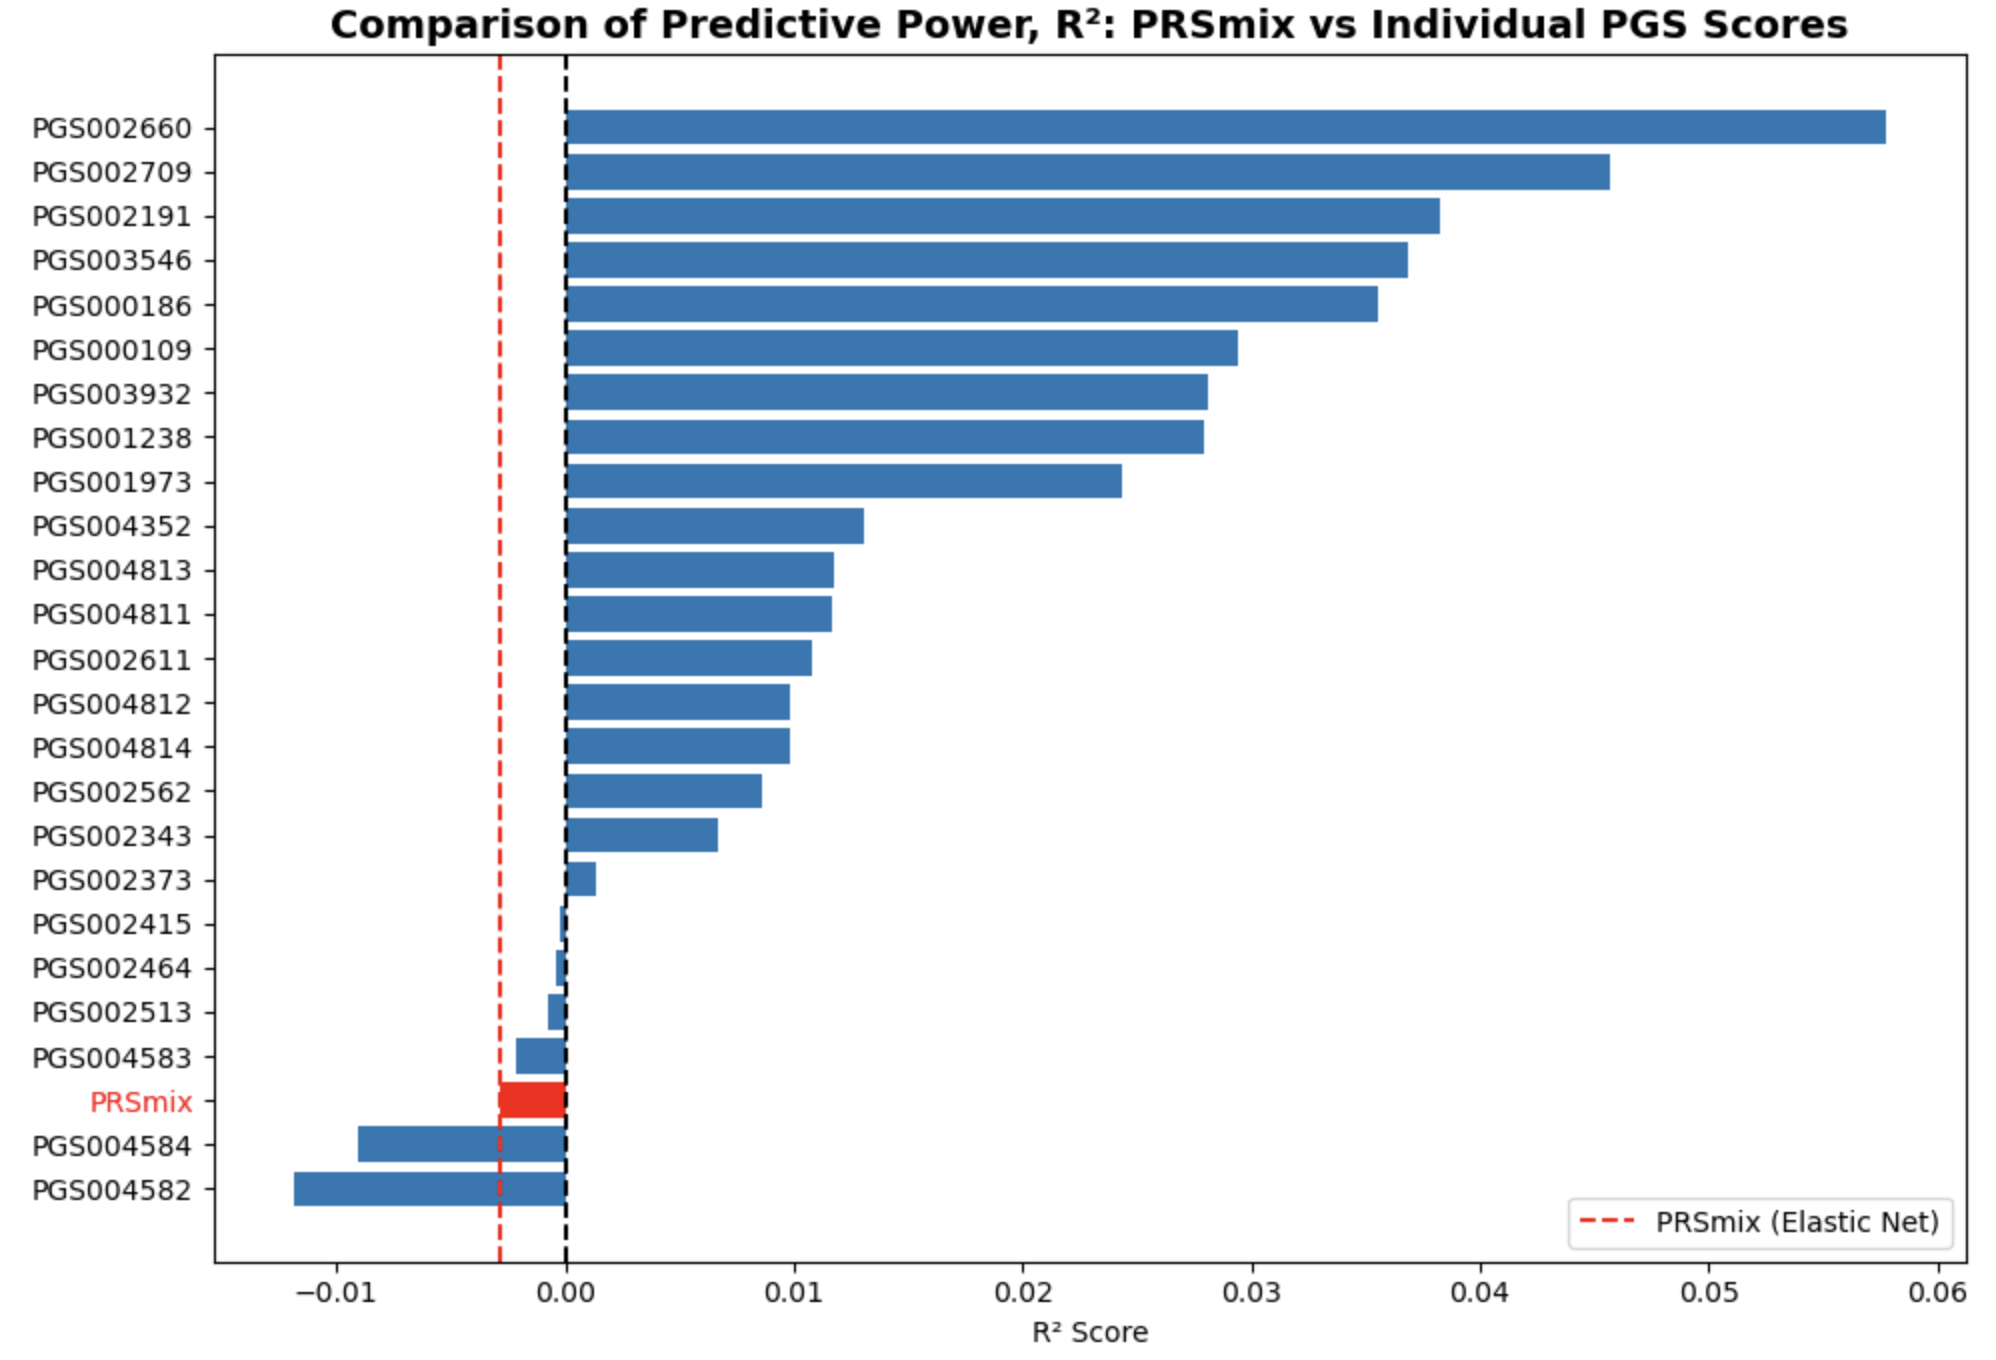 Comparison of Predictive Power, R²: PRSmix vs Individual PGS Scores
PGS002660
PGS002709
PGS002191
PGS003546
PGS000186
PGS000109
PGS003932
PGS001238
PGS001973
PGS004352
PGS004813
PGS004811
PGS002611
PGS004812
PGS004814
PGS002562
PGS002343
PGS002373
PGS002415
PGS002464
PGS002513
PGS004583
PRSmix
PGS004584
PGS004582
PRSmix (Elastic Net)
−0.01 0.00 0.01 0.02 0.03 0.04 0.05 0.06
R² Score